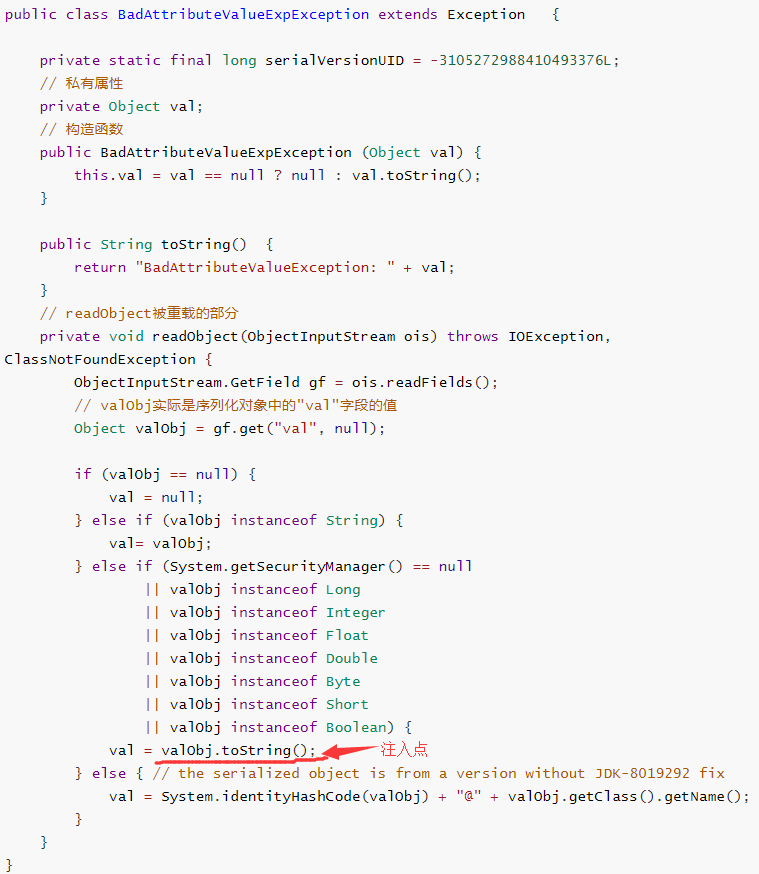 public class BadAttributeValueExpException extends Exception   {

    private static final long serialVersionUID = -3105272988410493376L;
    // 私有属性
    private Object val;
    // 构造函数
    public BadAttributeValueExpException (Object val) {
        this.val = val == null ? null : val.toString();
    }

    public String toString()  {
        return "BadAttributeValueException: " + val;
    }
    // readObject被重载的部分
    private void readObject(ObjectInputStream ois) throws IOException,
ClassNotFoundException {
        ObjectInputStream.GetField gf = ois.readFields();
        // valObj实际是序列化对象中的"val"字段的值
        Object valObj = gf.get("val", null);

        if (valObj == null) {
            val = null;
        } else if (valObj instanceof String) {
            val= valObj;
        } else if (System.getSecurityManager() == null
                || valObj instanceof Long
                || valObj instanceof Integer
                || valObj instanceof Float
                || valObj instanceof Double
                || valObj instanceof Byte
                || valObj instanceof Short
                || valObj instanceof Boolean) {
            val = valObj.toString(); 注入点
        } else { // the serialized object is from a version without JDK-8019292 fix
            val = System.identityHashCode(valObj) + "@" + valObj.getClass().getName();
        }
    }
}